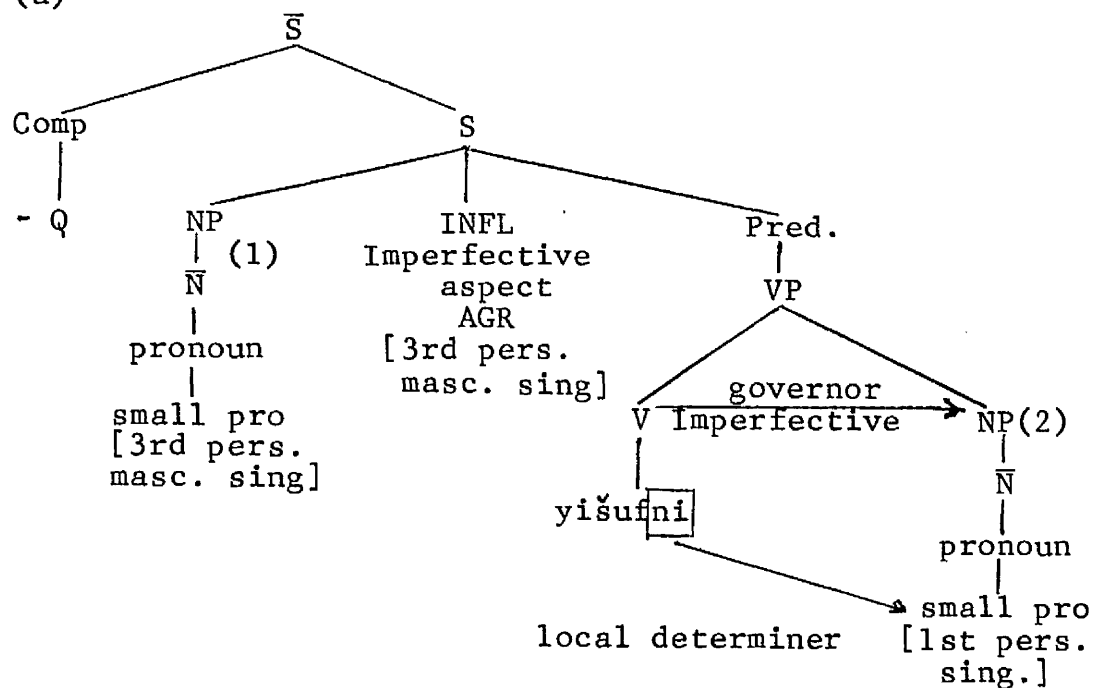 (a)
S̅
Comp
S
- Q
NP
INFL
Pred.
(1)
Imperfective
N̅
aspect
VP
AGR
pronoun
[3rd pers.
masc. sing]
small pro
[3rd pers.
masc. sing]
governor
V Imperfective NP(2)
N̅
yišufni
pronoun
small pro
local determiner [1st pers.
sing.]